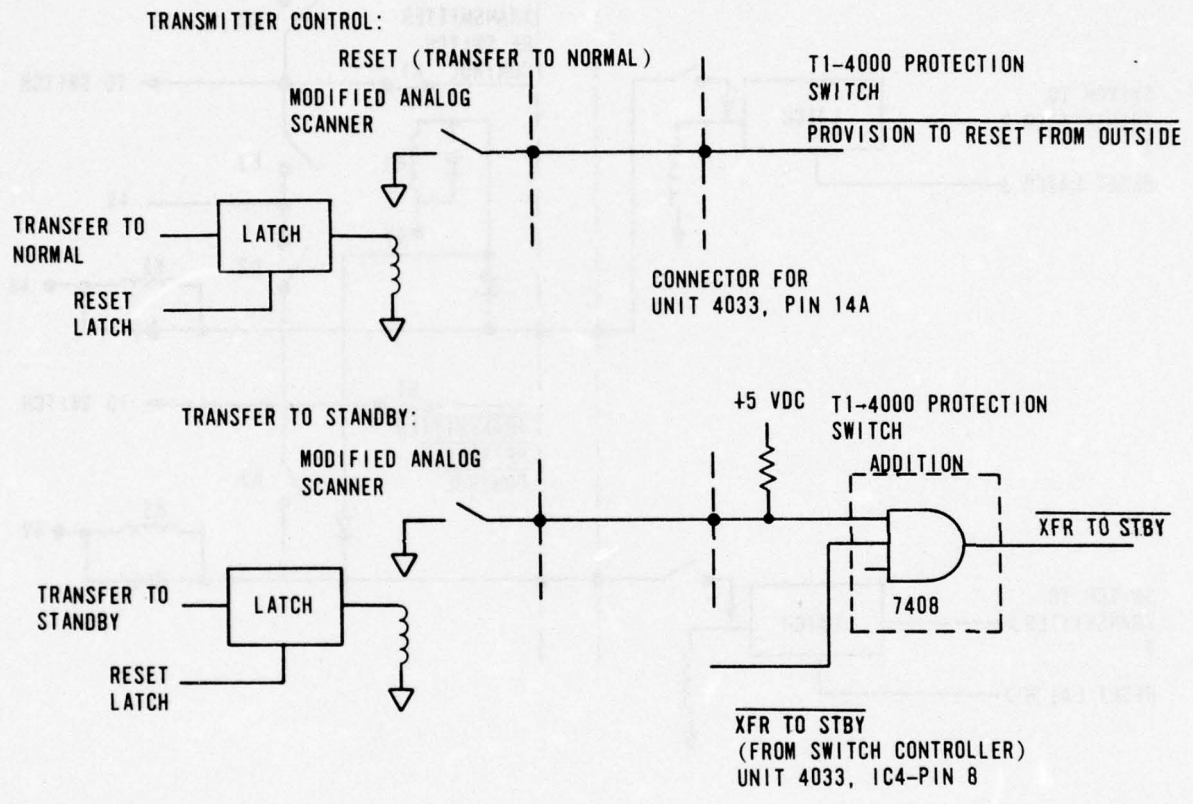 TRANSMITTER CONTROL:
RESET (TRANSFER TO NORMAL)
MODIFIED ANALOG
SCANNER
T1-4000 PROTECTION
SWITCH
PROVISION TO RESET FROM OUTSIDE
TRANSFER TO
NORMAL
LATCH
RESET
LATCH
CONNECTOR FOR
UNIT 4033, PIN 14A
TRANSFER TO STANDBY:
MODIFIED ANALOG
SCANNER
+5 VDC
T1-4000 PROTECTION
SWITCH
ADDITION
XFR TO STBY
7408
TRANSFER TO
STANDBY
LATCH
RESET
LATCH
XFR TO STBY
(FROM SWITCH CONTROLLER)
UNIT 4033, IC4-PIN 8